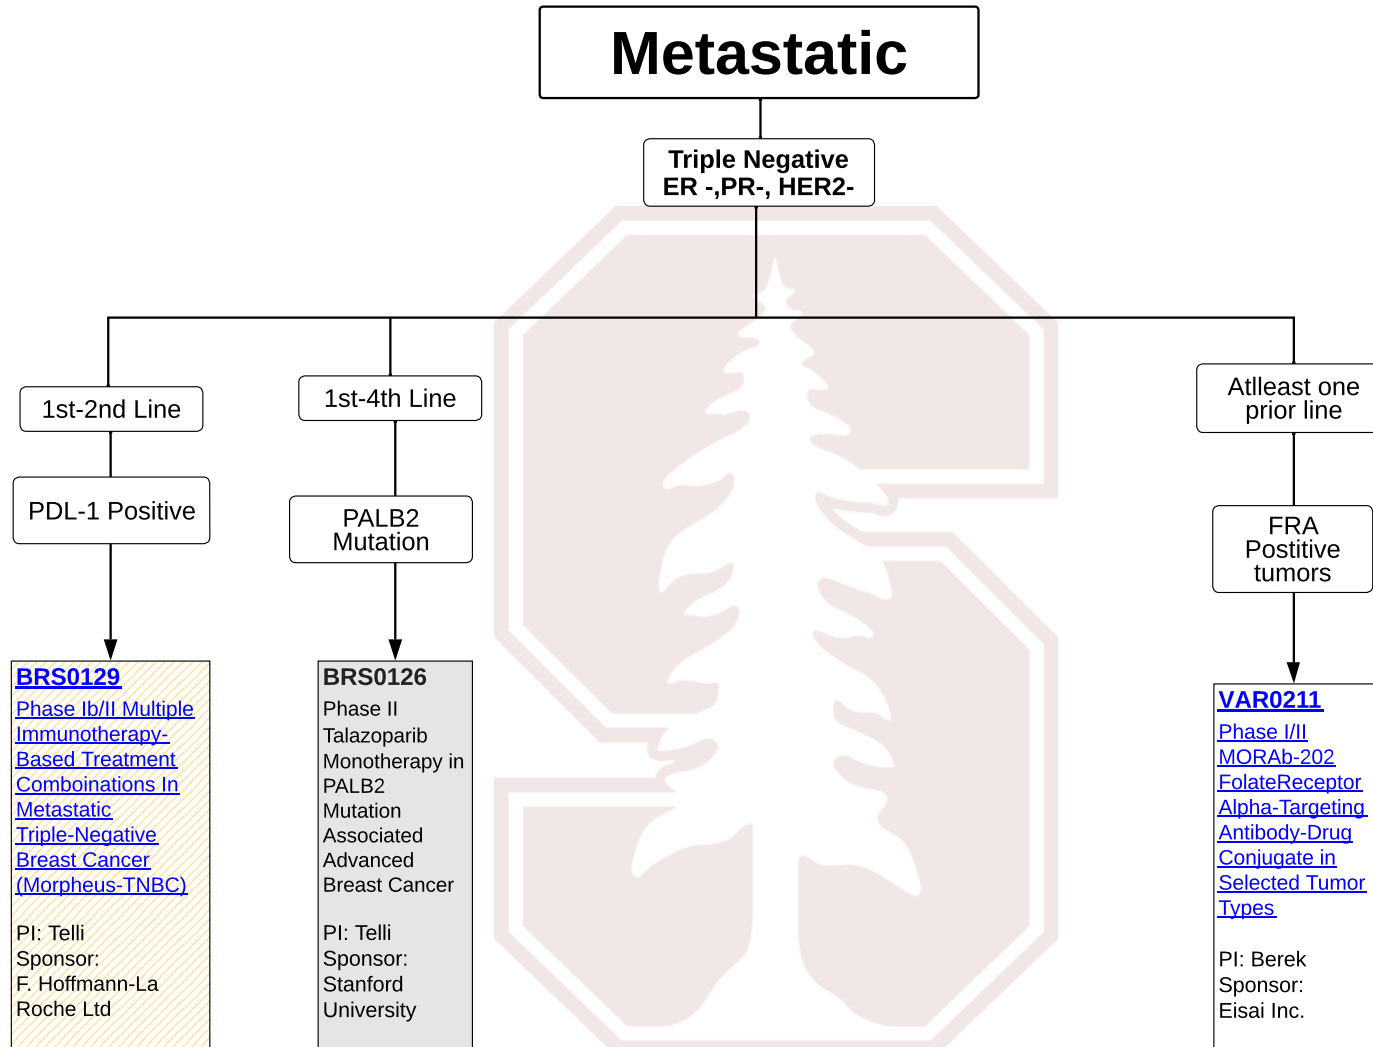 Metastatic
Triple Negative
ER -,PR-, HER2-
1st-2nd Line
PDL-1 Positive
BRS0129
Phase Ib/II Multiple
Immunotherapy-
Based Treatment
Comboinations In
Metastatic
Triple-Negative
Breast Cancer
(Morpheus-TNBC)
PI: Telli
Sponsor:
F. Hoffmann-La
Roche Ltd
1st-4th Line
PALB2
Mutation
BRS0126
Phase II
Talazoparib
Monotherapy in
PALB2
Mutation
Associated
Advanced
Breast Cancer
PI: Telli
Sponsor:
Stanford
University
Atlleast one
prior line
FRA
Postitive
tumors
VAR0211
Phase I/II
MORAb-202
FolateReceptor
Alpha-Targeting
Antibody-Drug
Conjugate in
Selected Tumor
Types
PI: Berek
Sponsor:
Eisai Inc.